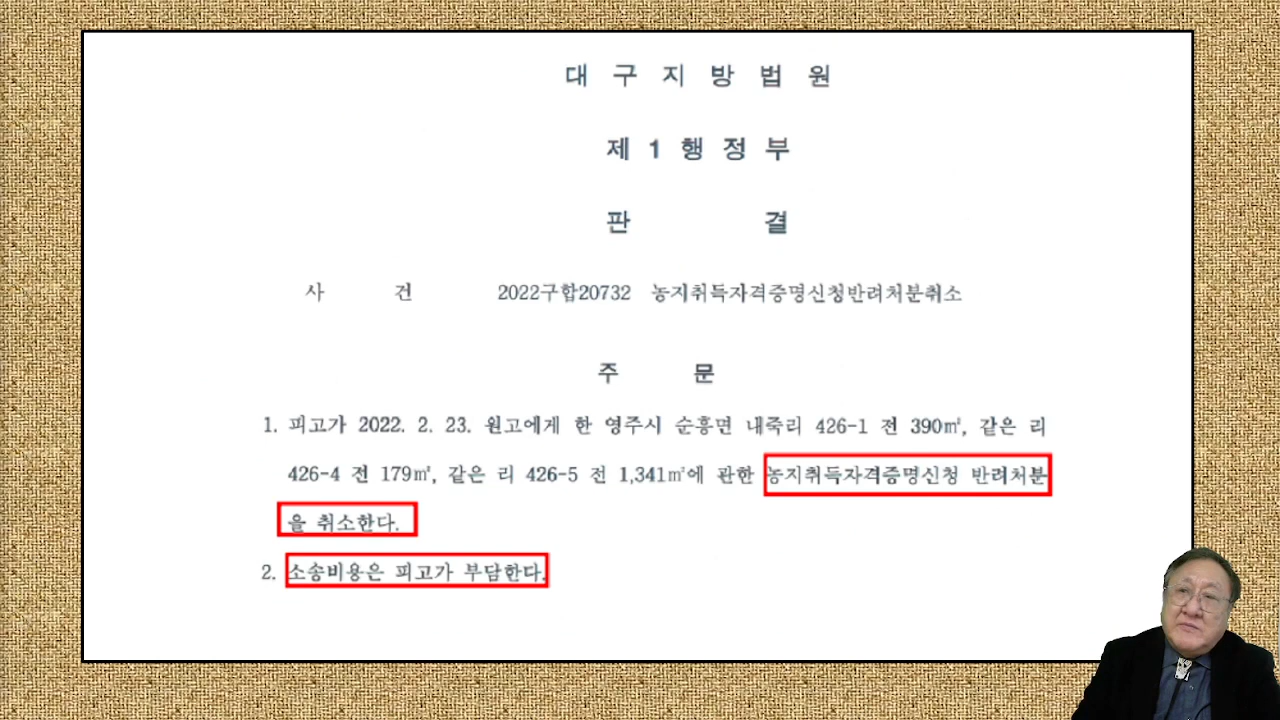 대 구 지 방 법 원
제 1 행 정 부
판 결
사 건 2022구합20732 농지취득자격증명신청반려처분취소
주 문
1. 피고가 2022. 2. 23. 원고에게 한 영주시 순흥면 내죽리 426-1 전 390㎡, 같은 리
426-4 전 179㎡, 같은 리 426-5 전 1,341㎡에 관한 농지취득자격증명신청 반려처분
을 취소한다.
2. 소송비용은 피고가 부담한다.